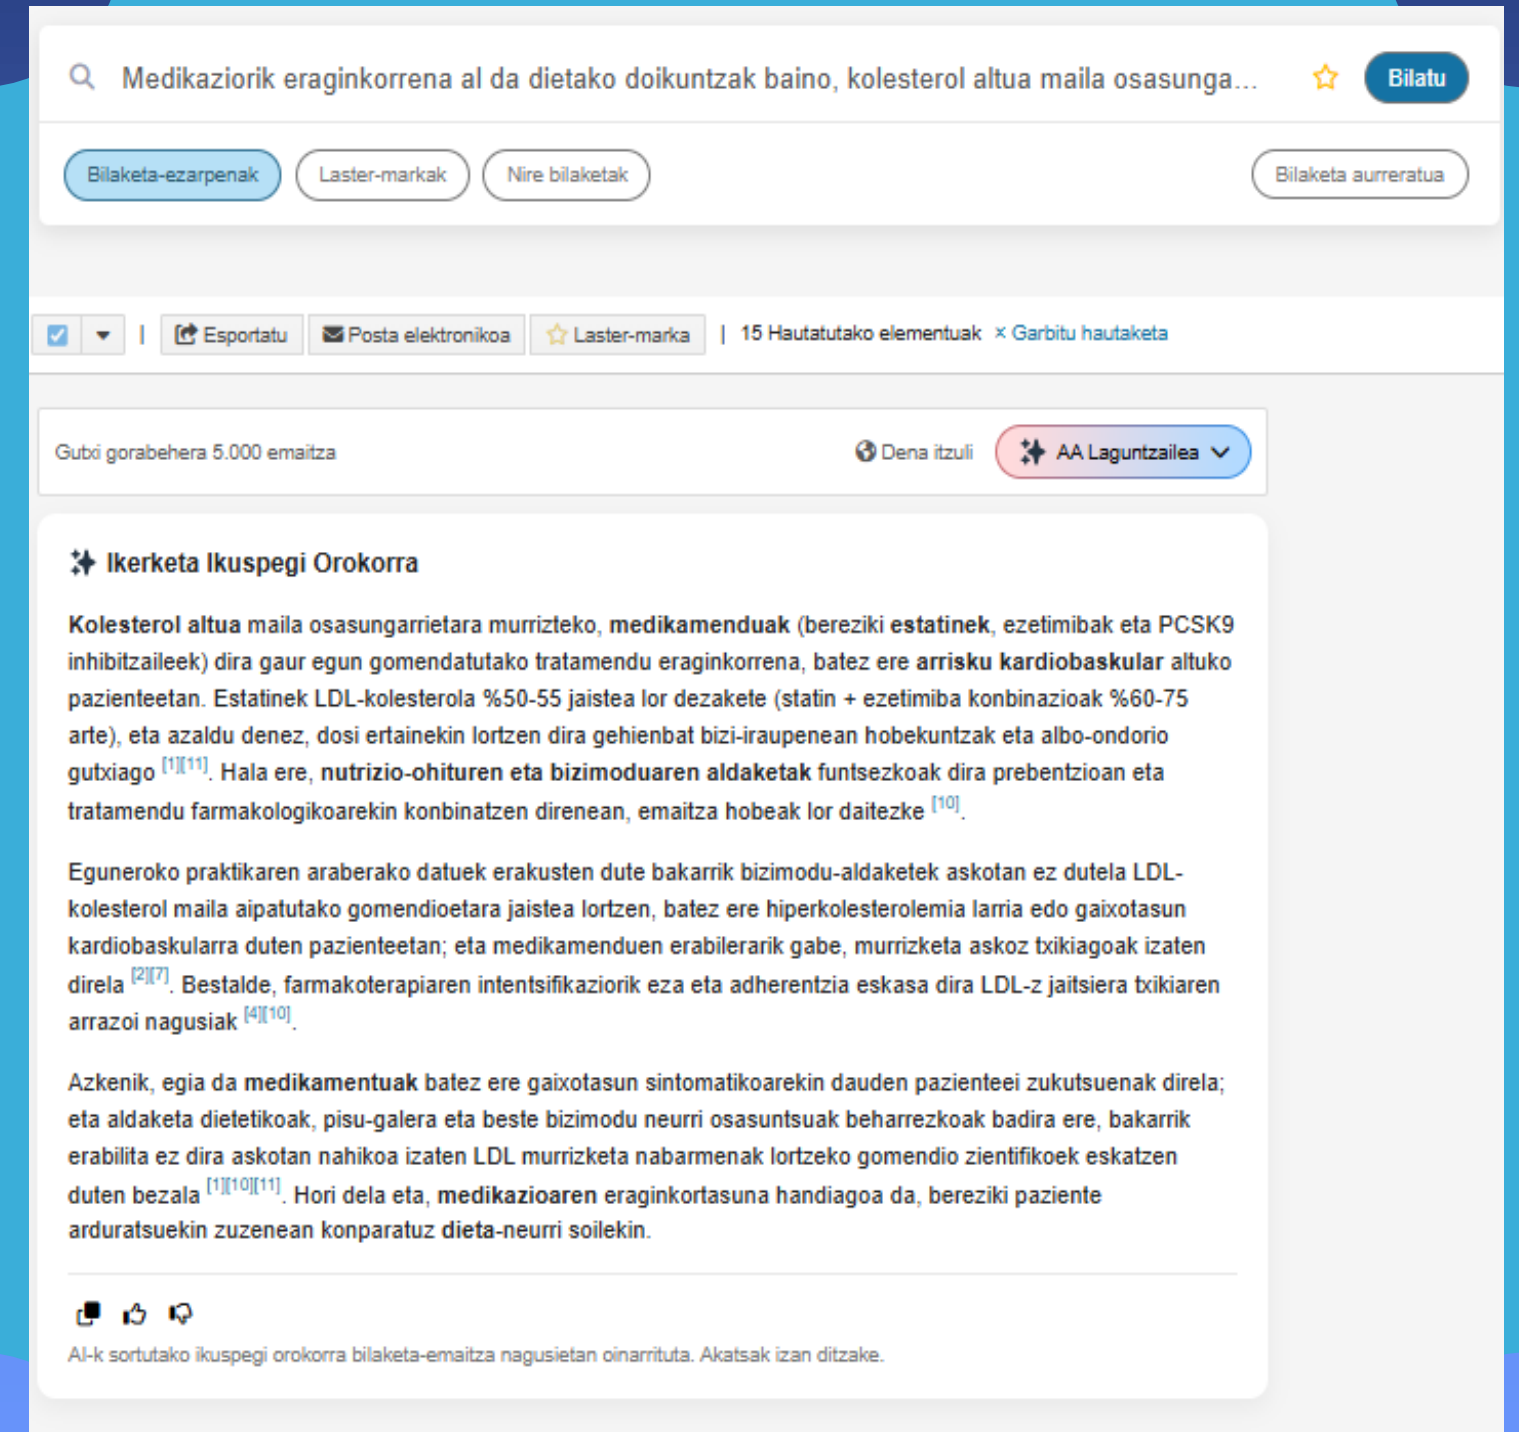 Medikaziorik eraginkorrena al da dietako doikuntzak baino, kolesterol altua maila osasunga...
Bilatu
Bilaketa-ezarpenak
Laster-markak
Nire bilaketak
Bilaketa aurreratua
| Esportatu Posta elektronikoa Laster-marka | 15 Hautatutako elementuak × Garbitu hautaketa
Gutxi gorabehera 5.000 emaitza
Dena itzuli
AA Laguntzailea
Ikerketa Ikuspegi Orokorra
Kolesterol altua maila osasungarrietara murrizteko, medikamenduak (bereziki estatinek, ezetimibak eta PCSK9
inhibitzaileek) dira gaur egun gomendatutako tratamendu eraginkorrena, batez ere arrisku kardiobaskular altuko
pazienteetan. Estatinek LDL-kolesterola %50-55 jaistea lor dezakete (statin + ezetimiba konbinazioak %60-75
arte), eta azaldu denez, dosi ertainekin lortzen dira gehienbat bizi-iraupenean hobekuntzak eta albo-ondorio
gutxiago [1][11]. Hala ere, nutrizio-ohituren eta bizimoduaren aldaketak funtsezkoak dira prebentzioan eta
tratamendu farmakologikoarekin konbinatzen direnean, emaitza hobeak lor daitezke [10].
Eguneroko praktikaren araberako datuek erakusten dute bakarrik bizimodu-aldaketek askotan ez dutela LDL-
kolesterol maila aipatutako gomendioetara jaistea lortzen, batez ere hiperkolesterolemia larria edo gaixotasun
kardiobaskularra duten pazienteetan; eta medikamenduen erabilerarik gabe, murrizketa askoz txikiagoak izaten
direla [2][7]. Bestalde, farmakoterapiaren intentsifikaziorik eza eta adherentzia eskasa dira LDL-z jaitsiera txikiaren
arrazoi nagusiak [4][10].
Azkenik, egia da medikamentuak batez ere gaixotasun sintomatikoarekin dauden pazienteei zukutsuenak direla;
eta aldaketa dietetikoak, pisu-galera eta beste bizimodu neurri osasuntsuak beharrezkoak badira ere, bakarrik
erabilita ez dira askotan nahikoa izaten LDL murrizketa nabarmenak lortzeko gomendio zientifikoek eskatzen
duten bezala [1][10][11]. Hori dela eta, medikazioaren eraginkortasuna handiagoa da, bereziki paziente
arduratsuekin zuzenean konparatuz dieta-neurri soilekin.
AI-k sortutako ikuspegi orokorra bilaketa-emaitza nagusietan oinarrituta. Akatsak izan ditzake.